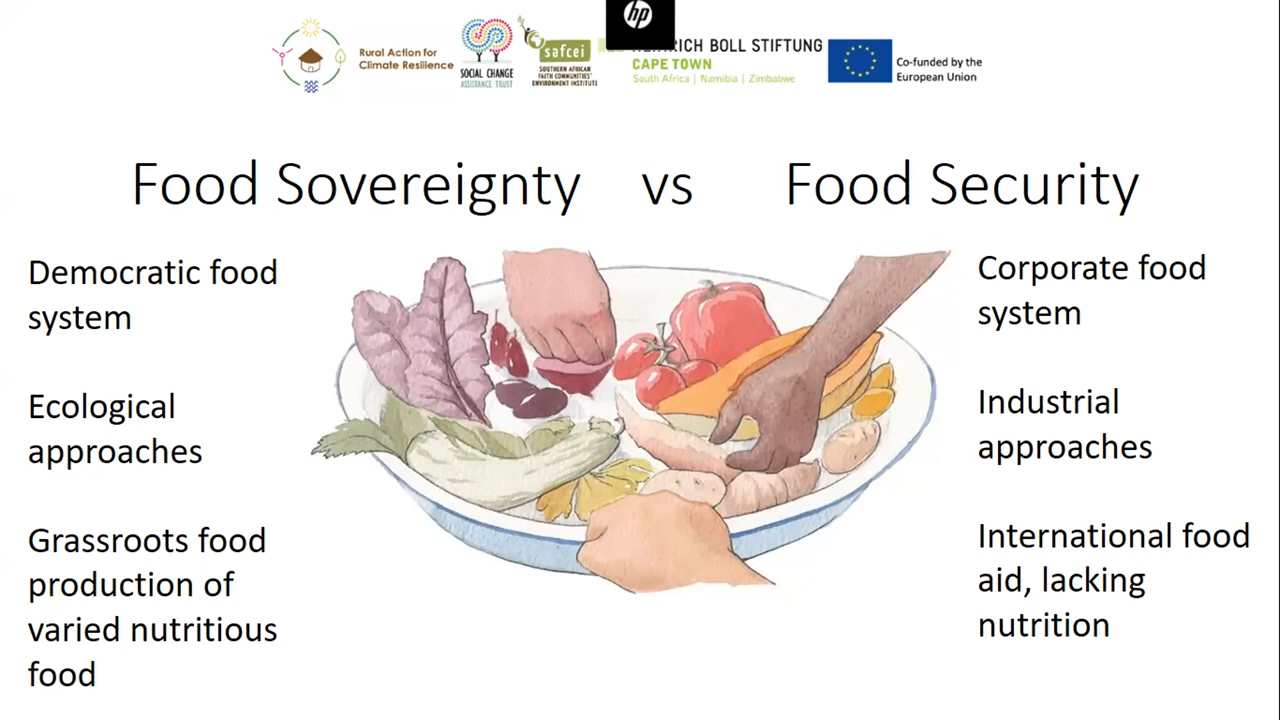 hp
Rural Action for
Climate Resilience
SOCIAL CHANGE
ASSISTANCE TRUST
safcei
SOUTHERN AFRICAN
FAITH COMMUNITIES'
ENVIRONMENT INSTITUTE
BOLL STIFTUNG
CAPE TOWN
South Africa | Namibia | Zimbabwe
Co-funded by the
European Union
Food Sovereignty vs Food Security
Democratic food
system
Ecological
approaches
Grassroots food
production of
varied nutritious
food
Corporate food
system
Industrial
approaches
International food
aid, lacking
nutrition